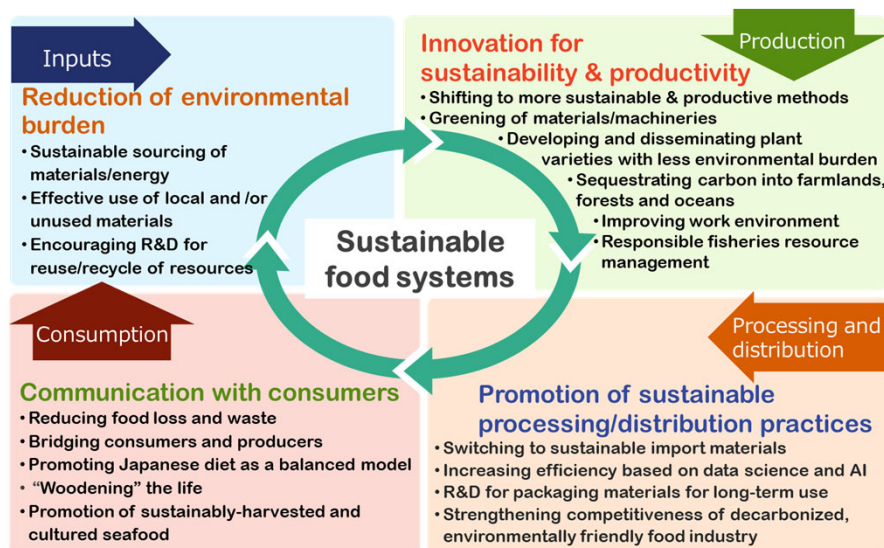 Inputs
Reduction of environmental
burden
• Sustainable sourcing of
materials/energy
• Effective use of local and /or
unused materials
• Encouraging R&D for
reuse/recycle of resources
Production
Innovation for
sustainability & productivity
• Shifting to more sustainable & productive methods
• Greening of materials/machineries
• Developing and disseminating plant
varieties with less environmental burden
• Sequestrating carbon into farmlands,
forests and oceans
• Improving work environment
• Responsible fisheries resource
management
Sustainable
food systems
Consumption
Communication with consumers
• Reducing food loss and waste
• Bridging consumers and producers
• Promoting Japanese diet as a balanced model
• “Woodening” the life
• Promotion of sustainably-harvested and
cultured seafood
Processing and
distribution
Promotion of sustainable
processing/distribution practices
• Switching to sustainable import materials
• Increasing efficiency based on data science and AI
• R&D for packaging materials for long-term use
• Strengthening competitiveness of decarbonized,
environmentally friendly food industry